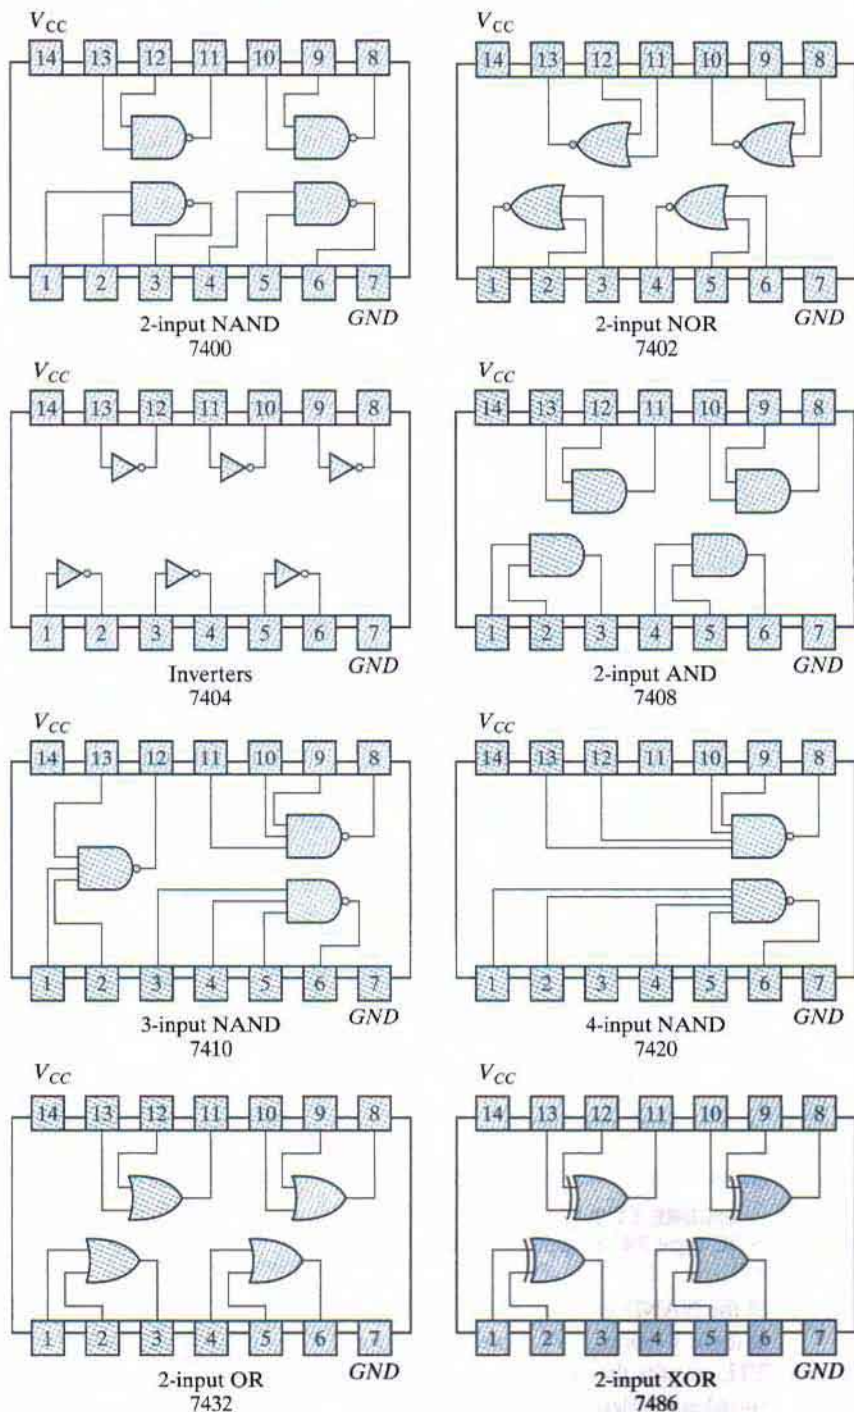 VCC
VCC
14 13 12 11 10 9 8
14 13 12 11 10 9 8
1 2 3 4 5 6 7
1 2 3 4 5 6 7
GND
GND
2-input NAND
7400
2-input NOR
7402
VCC
VCC
14 13 12 11 10 9 8
14 13 12 11 10 9 8
1 2 3 4 5 6 7
1 2 3 4 5 6 7
GND
GND
Inverters
7404
2-input AND
7408
VCC
VCC
14 13 12 11 10 9 8
14 13 12 11 10 9 8
1 2 3 4 5 6 7
1 2 3 4 5 6 7
GND
GND
3-input NAND
7410
4-input NAND
7420
VCC
VCC
14 13 12 11 10 9 8
14 13 12 11 10 9 8
1 2 3 4 5 6 7
1 2 3 4 5 6 7
GND
GND
2-input OR
7432
2-input XOR
7486